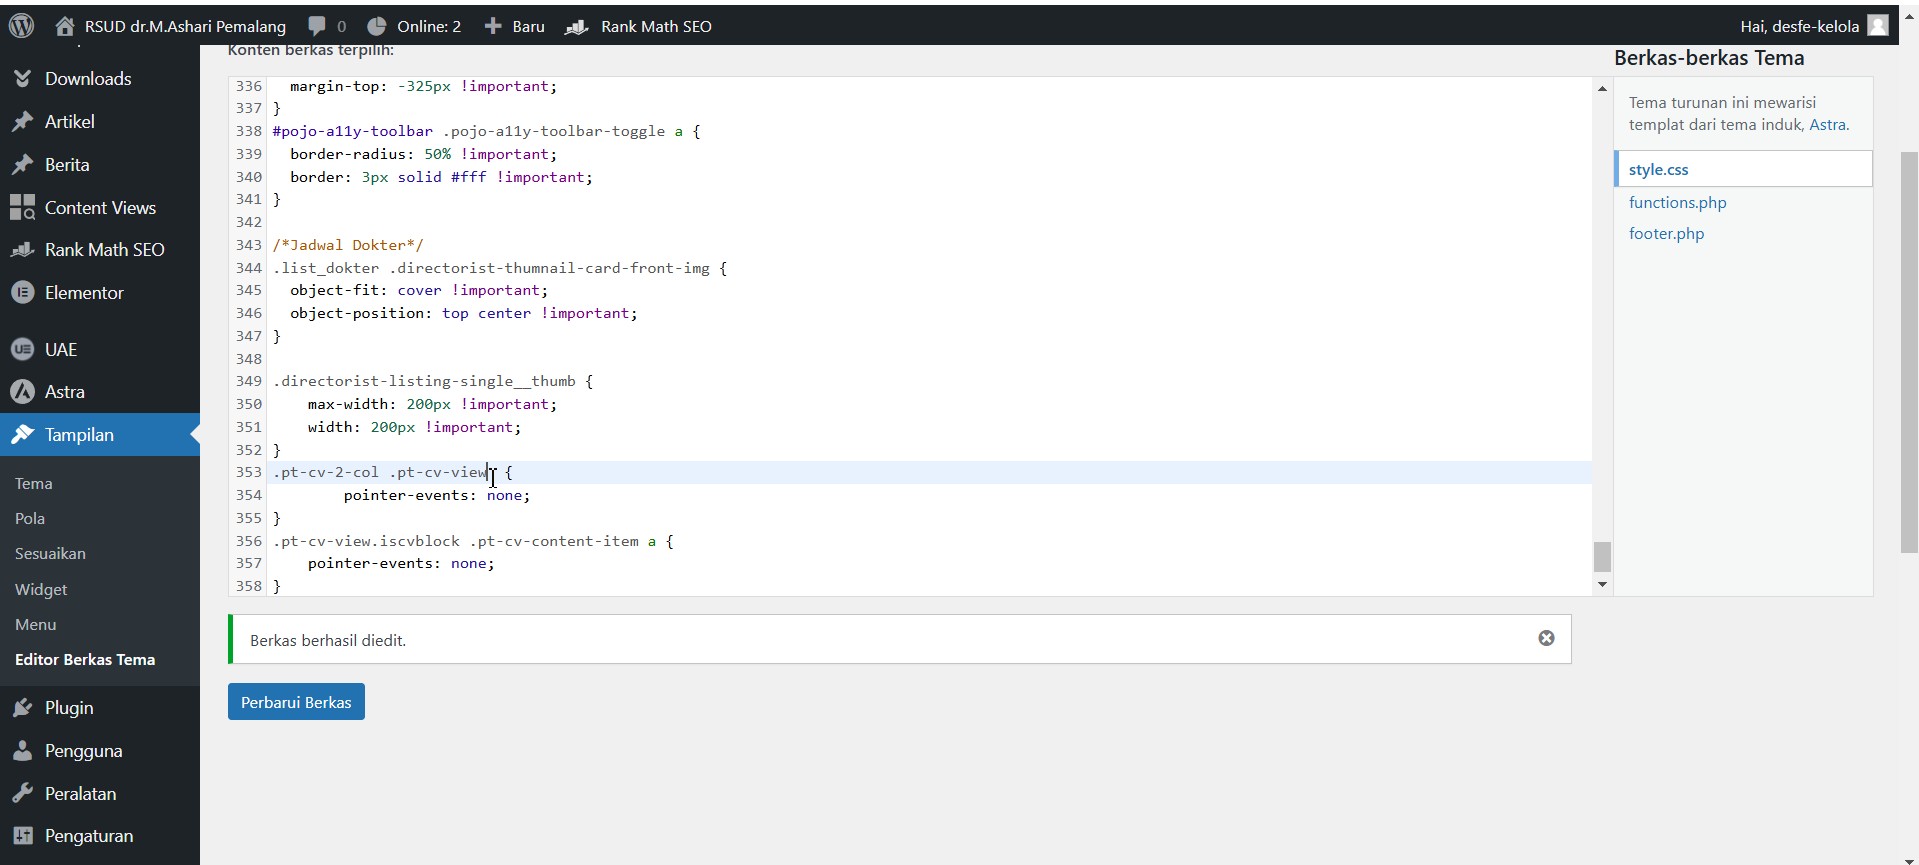 RSUD dr.M.Ashari Pemalang 0 Online: 2 Baru Rank Math SEO Hai, desfe-kelola
Downloads
Artikel
Berita
Content Views
Rank Math SEO
Elementor
UAE
Astra
Tampilan
Tema
Pola
Sesuaikan
Widget
Menu
Editor Berkas Tema
Plugin
Pengguna
Peralatan
Pengaturan
Konten berkas terpilih:
336 margin-top: -325px !important;
337 }
338 #pojo-a11y-toolbar .pojo-a11y-toolbar-toggle a {
339 border-radius: 50% !important;
340 border: 3px solid #fff !important;
341 }
342
343 /*Jadwal Dokter*/
344 .list_dokter .directorist-thumnail-card-front-img {
345 object-fit: cover !important;
346 object-position: top center !important;
347 }
348
349 .directorist-listing-single__thumb {
350 max-width: 200px !important;
351 width: 200px !important;
352 }
353 .pt-cv-2-col .pt-cv-view {
354 pointer-events: none;
355 }
356 .pt-cv-view.iscvblock .pt-cv-content-item a {
357 pointer-events: none;
358 }
Berkas berhasil diedit.
Perbarui Berkas
Berkas-berkas Tema
Tema turunan ini mewarisi
templat dari tema induk, Astra.
style.css
functions.php
footer.php